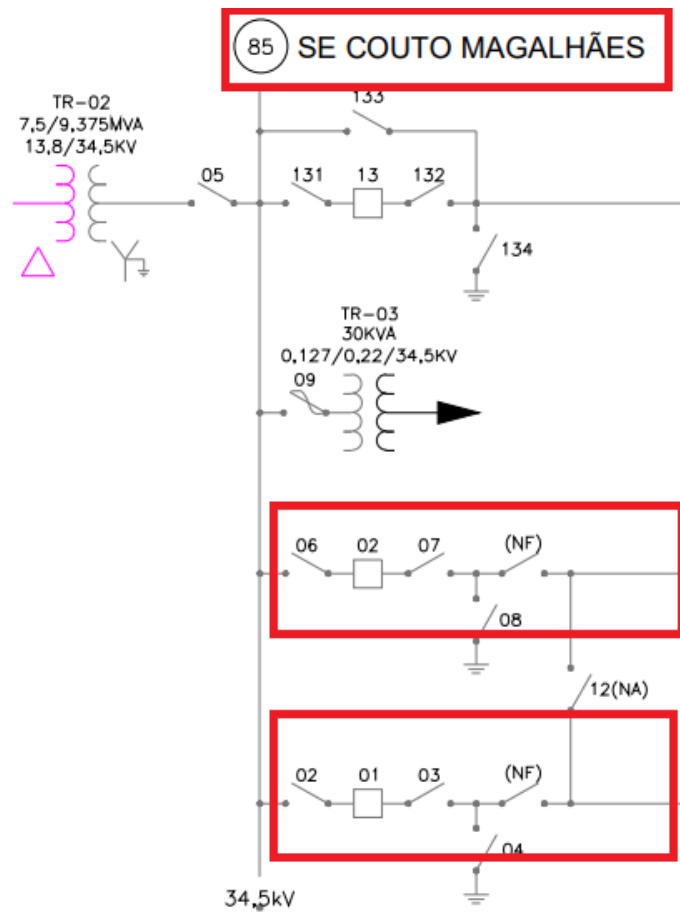 85 SE COUTO MAGALHÃES
133
TR-02
7,5/9,375MVA
13,8/34,5KV
05
131 13 132
134
TR-03
30KVA
0,127/0,22/34,5KV
09
06 02 07 (NF)
08
12(NA)
02 01 03 (NF)
04
34,5kV